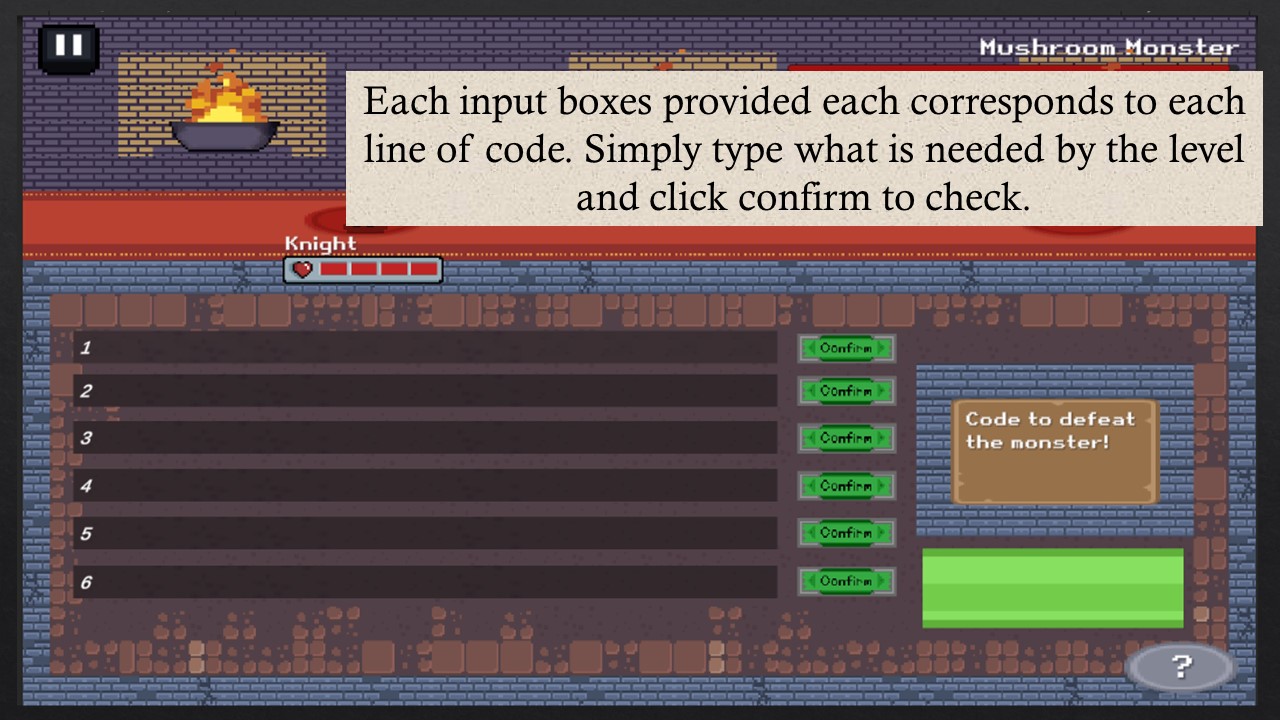 Mushroom Monster
Each input boxes provided each corresponds to each
line of code. Simply type what is needed by the level
and click confirm to check.
Knight
1 Confirm
2 Confirm
3 Confirm
4 Confirm
5 Confirm
6 Confirm
Code to defeat
the monster!
?